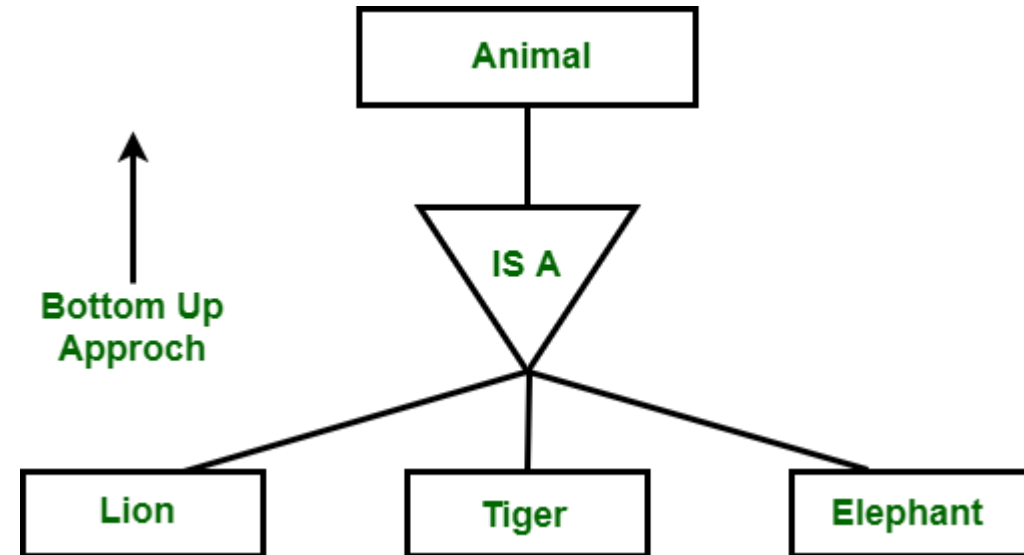 Animal
IS A
Bottom Up
Approch
Lion
Tiger
Elephant